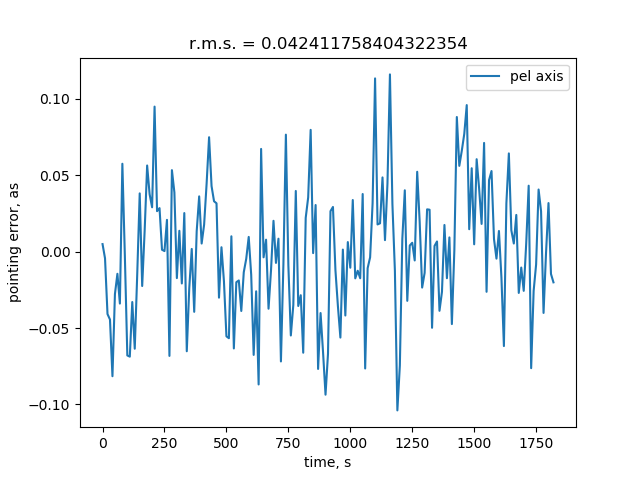 r.m.s. = 0.042411758404322354
pel axis
pointing error, as
0.10
0.05
0.00
−0.05
−0.10
0 250 500 750 1000 1250 1500 1750
time, s